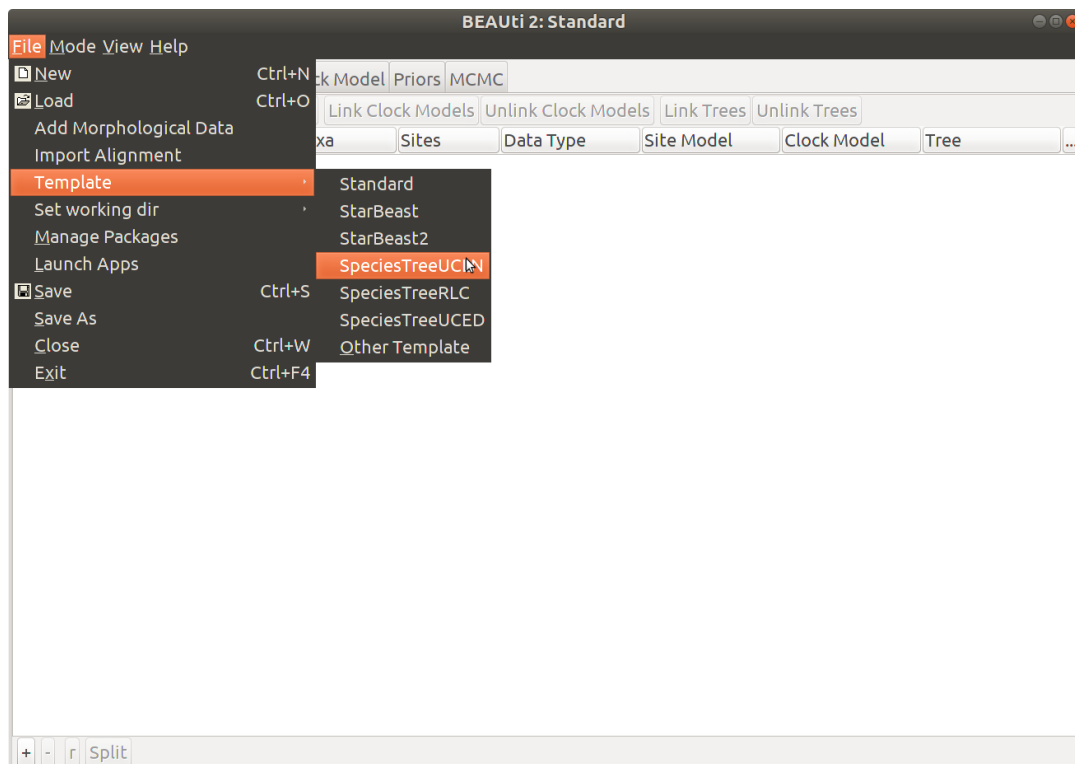 BEAUti 2: Standard
File Mode View Help
New Ctrl+N
ck Model Priors MCMC
Load Ctrl+O
Link Clock Models Unlink Clock Models Link Trees Unlink Trees
Add Morphological Data
xa Sites Data Type Site Model Clock Model Tree ...
Import Alignment
Template
Standard
Set working dir
StarBeast
Manage Packages
StarBeast2
Launch Apps
SpeciesTreeUCLN
Save Ctrl+S
SpeciesTreeRLC
Save As
SpeciesTreeUCED
Close Ctrl+W
Other Template
Exit Ctrl+F4
+ - r Split